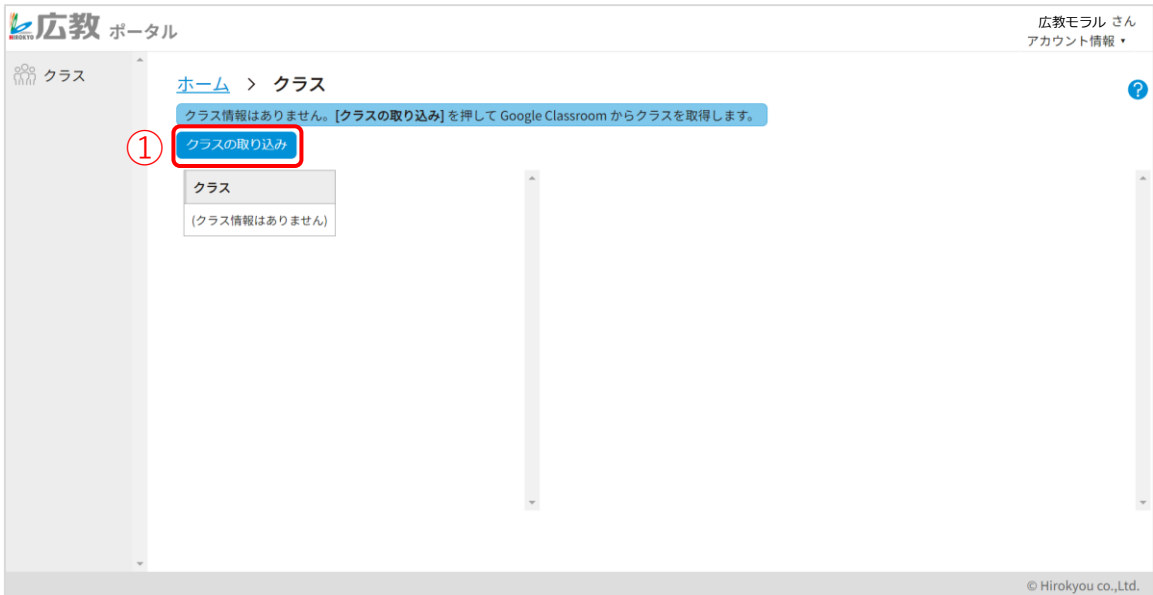 HIROKYO 広教 ポータル
広教モラル さん
アカウント情報 ▾
クラス
ホーム > クラス
?
クラス情報はありません。[クラスの取り込み] を押して Google Classroom からクラスを取得します。
① クラスの取り込み
クラス
(クラス情報はありません)
© Hirokyou co.,Ltd.